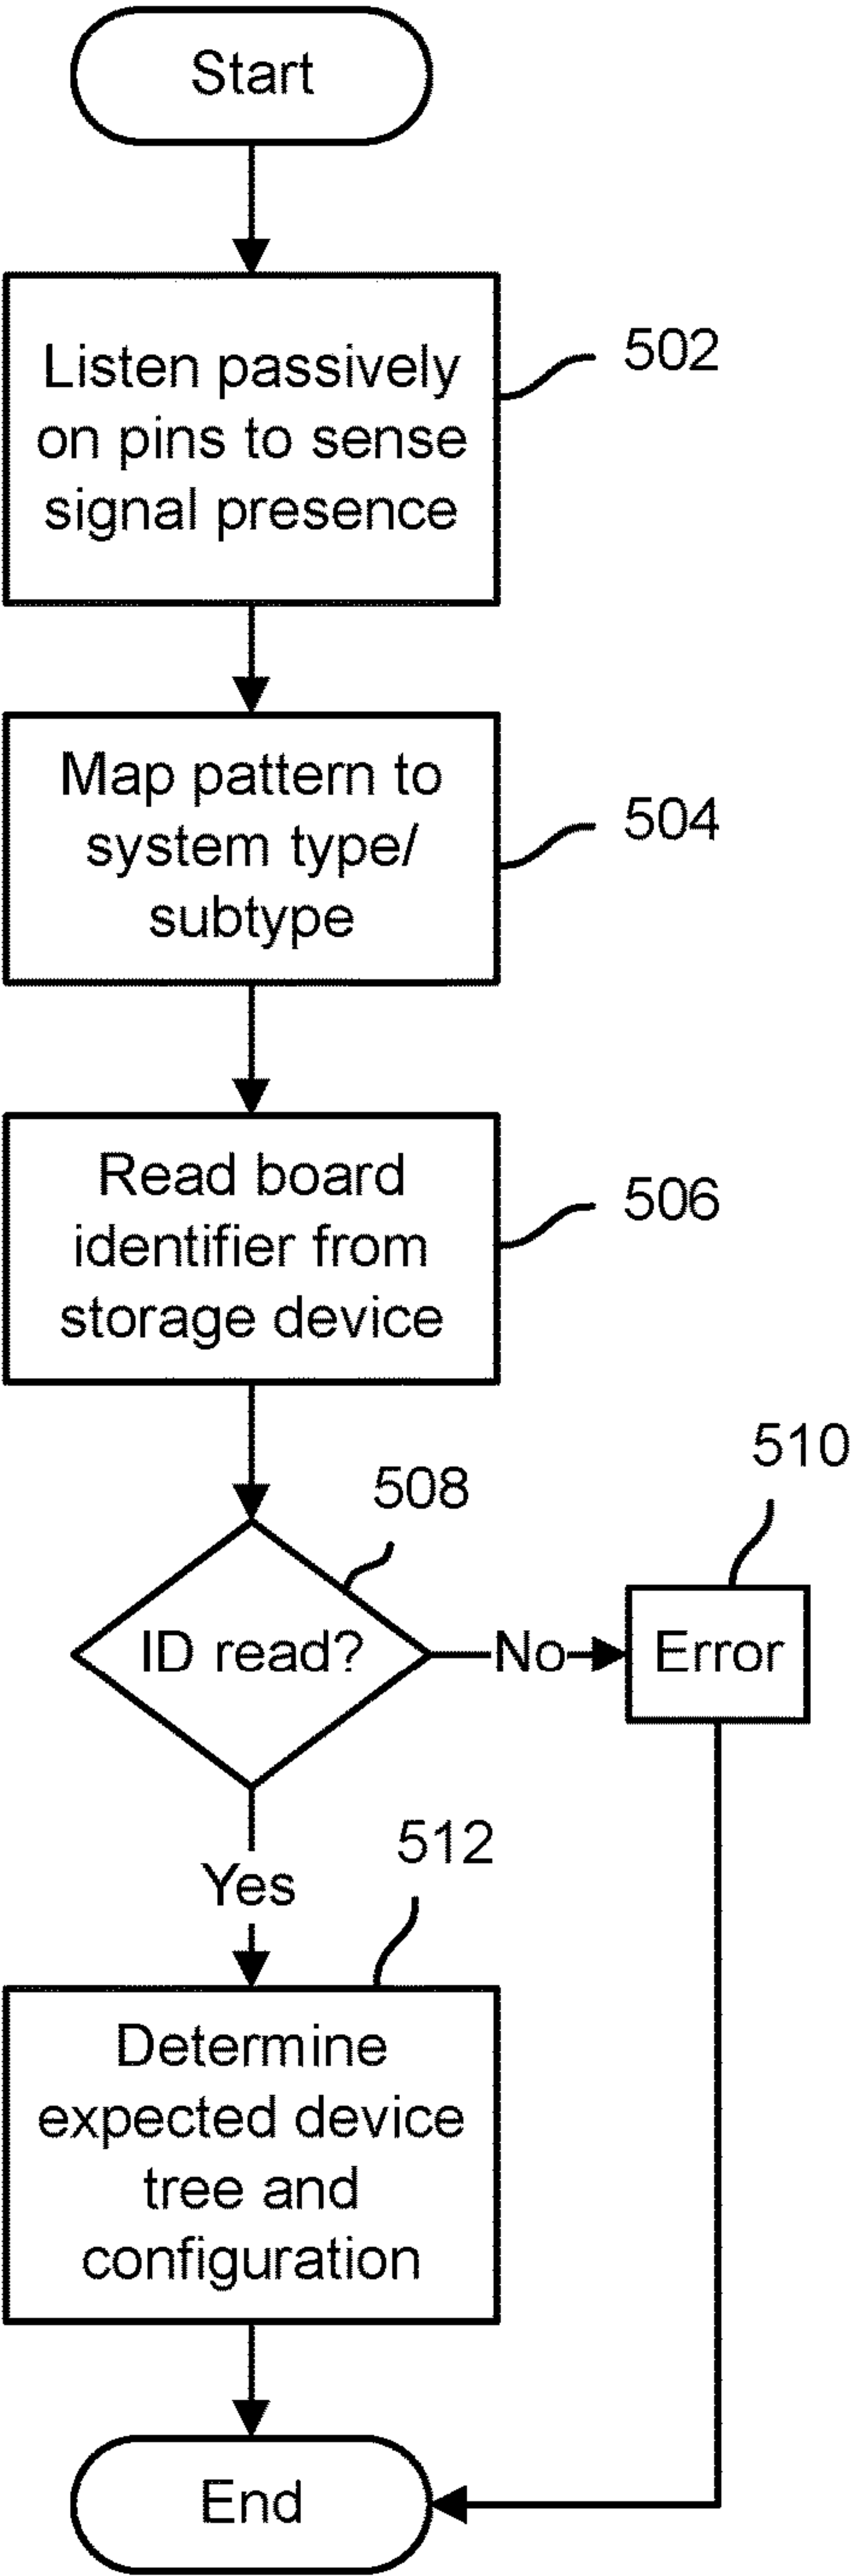 Start
Listen passively
on pins to sense
signal presence
502
Map pattern to
system type/
subtype
504
Read board
identifier from
storage device
506
508
510
ID read?
No
Error
Yes
512
Determine
expected device
tree and
configuration
End